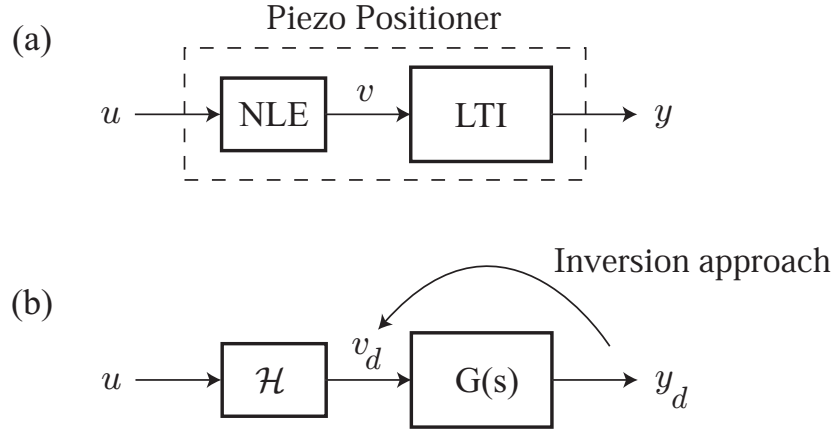 Piezo Positioner
(a)
u NLE v LTI y
Inversion approach
(b)
u ℋ v_d G(s) y_d